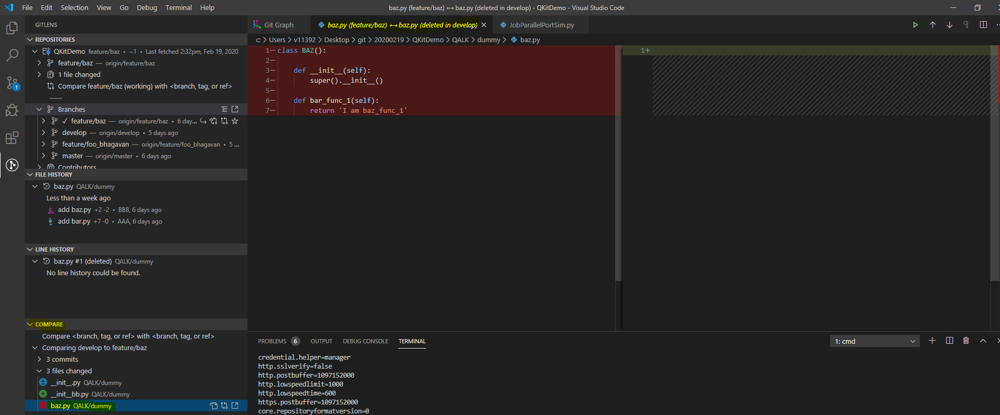 File Edit Selection View Go Debug Terminal Help
baz.py (feature/baz) ↔ baz.py (deleted in develop) - QKitDemo - Visual Studio Code
GITLENS
REPOSITORIES
QKitDemo feature/baz • ~1 • Last fetched 2:32pm, Feb 19, 2020
feature/baz — origin/feature/baz
1 file changed
Compare feature/baz (working) with <branch, tag, or ref>
Branches
✓ feature/baz — origin/feature/baz • 6 day...
develop — origin/develop • 5 days ago
feature/foo_bhagavan — origin/feature/foo_bhagavan • 5 ...
master — origin/master • 6 days ago
Contributors
FILE HISTORY
baz.py QALK/dummy
Less than a week ago
add baz.py +2 -2 • BBB, 6 days ago
add bar.py +7 -0 • AAA, 6 days ago
LINE HISTORY
baz.py #1 (deleted) QALK/dummy
No line history could be found.
COMPARE
Compare <branch, tag, or ref> with <branch, tag, or ref>
Comparing develop to feature/baz
3 commits
3 files changed
__init__.py QALK/dummy
__init__bb.py QALK/dummy
baz.py QALK/dummy
1
Git Graph
baz.py (feature/baz) ↔ baz.py (deleted in develop)
JobParallelPortSim.py
c: > Users > v11392 > Desktop > git > 20200219 > QKitDemo > QALK > dummy > baz.py
1— class BAZ():
2—
3— def __init__(self):
4— super().__init__()
5—
6— def bar_func_1(self):
7— return 'I am baz_func_1'
1+
PROBLEMS 6 OUTPUT DEBUG CONSOLE TERMINAL
1: cmd
credential.helper=manager
http.sslverify=false
http.postbuffer=1097152000
http.lowspeedlimit=1000
http.lowspeedtime=600
https.postbuffer=1097152000
core.repositoryformatversion=0